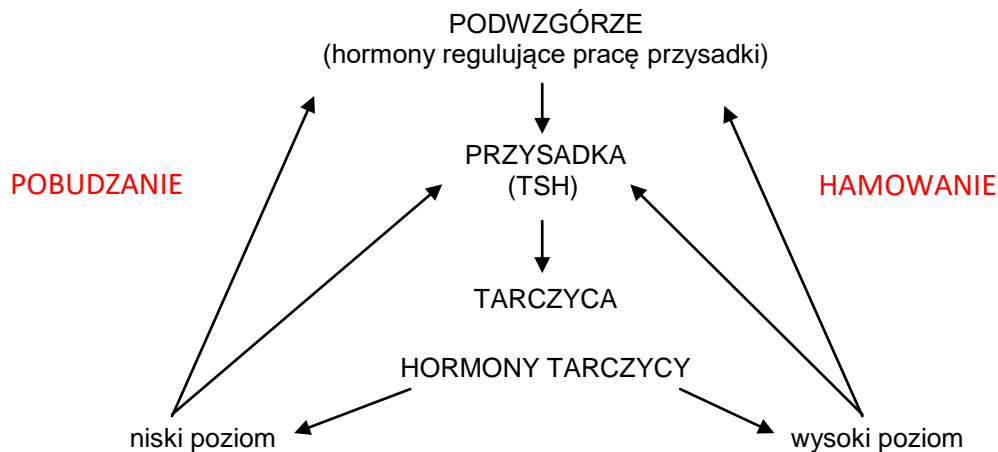 PODWZGÓRZE
(hormony regulujące pracę przysadki)
POBUDZANIE
PRZYSADKA
(TSH)
HAMOWANIE
TARCZYCA
HORMONY TARCZYCY
niski poziom
wysoki poziom